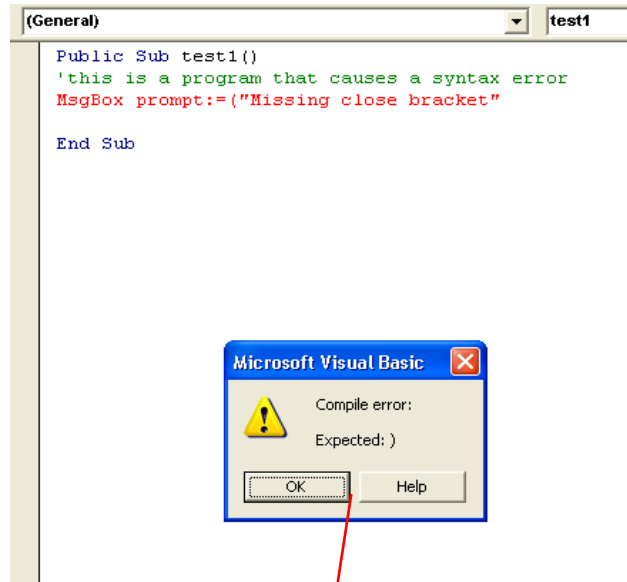 (General) test1
Public Sub test1()
'this is a program that causes a syntax error
MsgBox prompt:=("Missing close bracket"
End Sub
Microsoft Visual Basic
Compile error:
Expected: )
OK Help